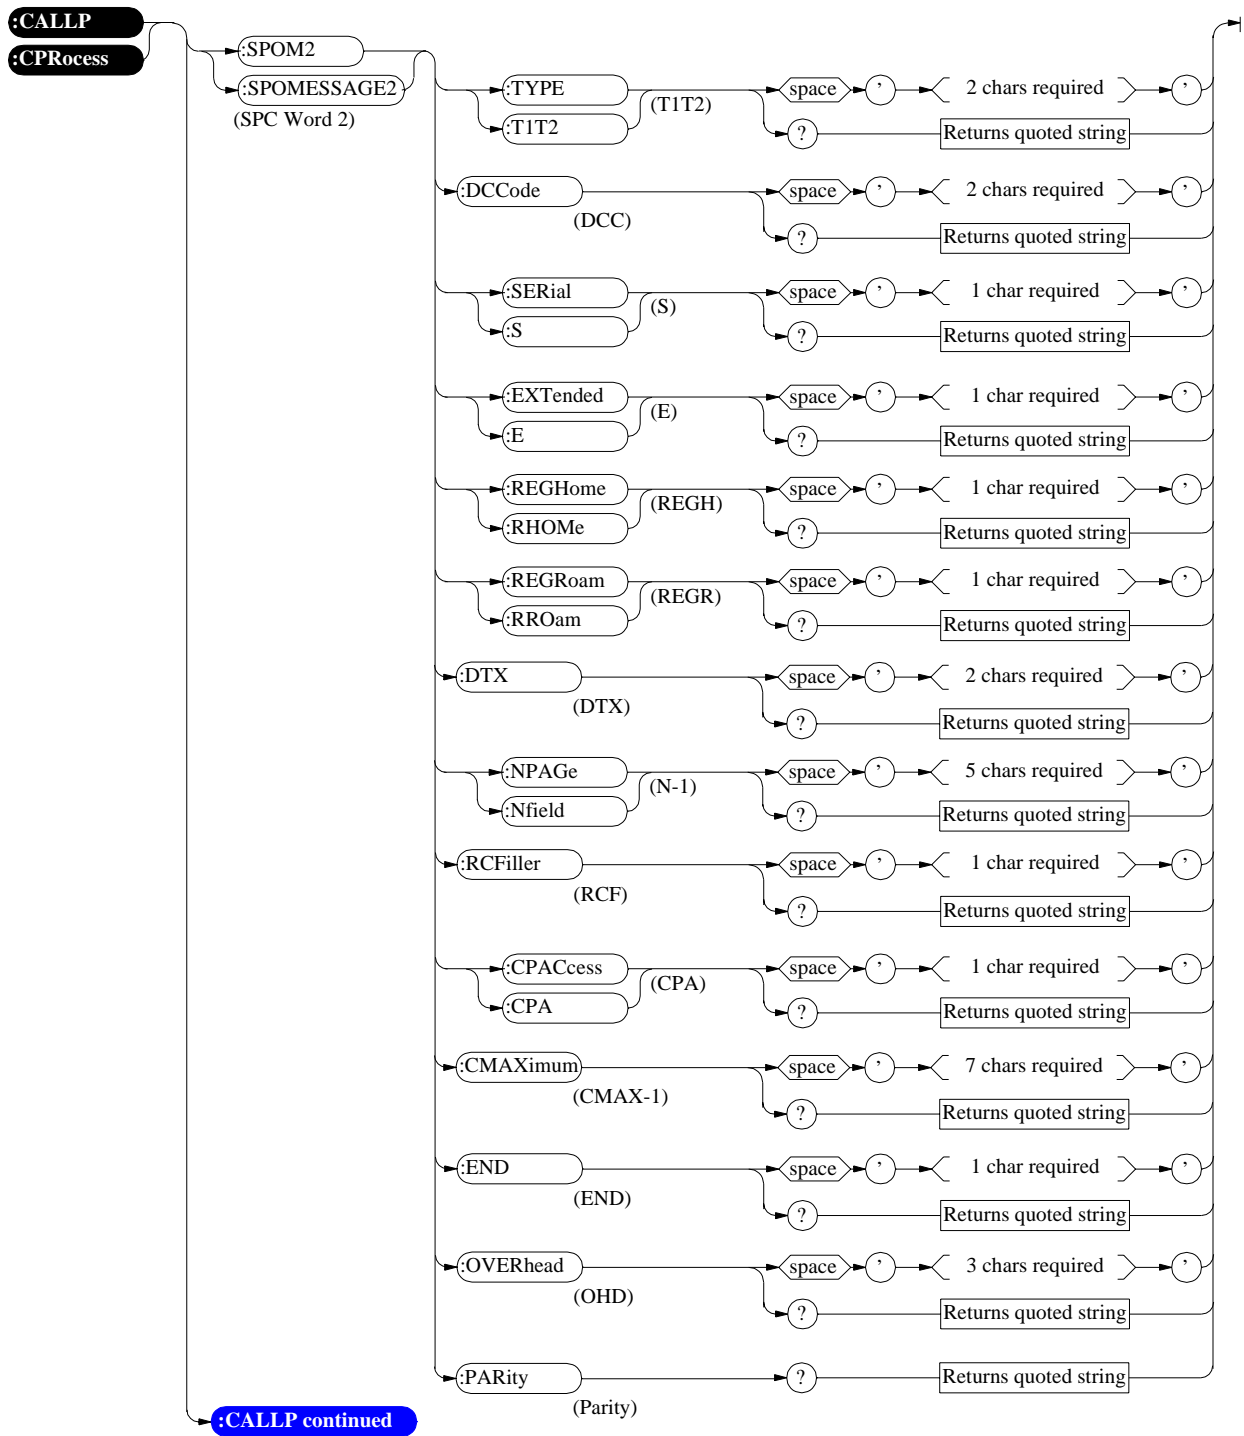 :CALLP
:CPRocess
:SPOM2
:SPOMESSAGE2
(SPC Word 2)
:TYPE
:T1T2
(T1T2)
space ' 2 chars required '
? Returns quoted string
:DCCode
(DCC)
space ' 2 chars required '
? Returns quoted string
:SERial
:S
(S)
space ' 1 char required '
? Returns quoted string
:EXTended
:E
(E)
space ' 1 char required '
? Returns quoted string
:REGHome
:RHOMe
(REGH)
space ' 1 char required '
? Returns quoted string
:REGRoam
:RROam
(REGR)
space ' 1 char required '
? Returns quoted string
:DTX
(DTX)
space ' 2 chars required '
? Returns quoted string
:NPAGe
:Nfield
(N-1)
space ' 5 chars required '
? Returns quoted string
:RCFiller
(RCF)
space ' 1 char required '
? Returns quoted string
:CPACcess
:CPA
(CPA)
space ' 1 char required '
? Returns quoted string
:CMAXimum
(CMAX-1)
space ' 7 chars required '
? Returns quoted string
:END
(END)
space ' 1 char required '
? Returns quoted string
:OVERhead
(OHD)
space ' 3 chars required '
? Returns quoted string
:PARity
(Parity)
? Returns quoted string
:CALLP continued